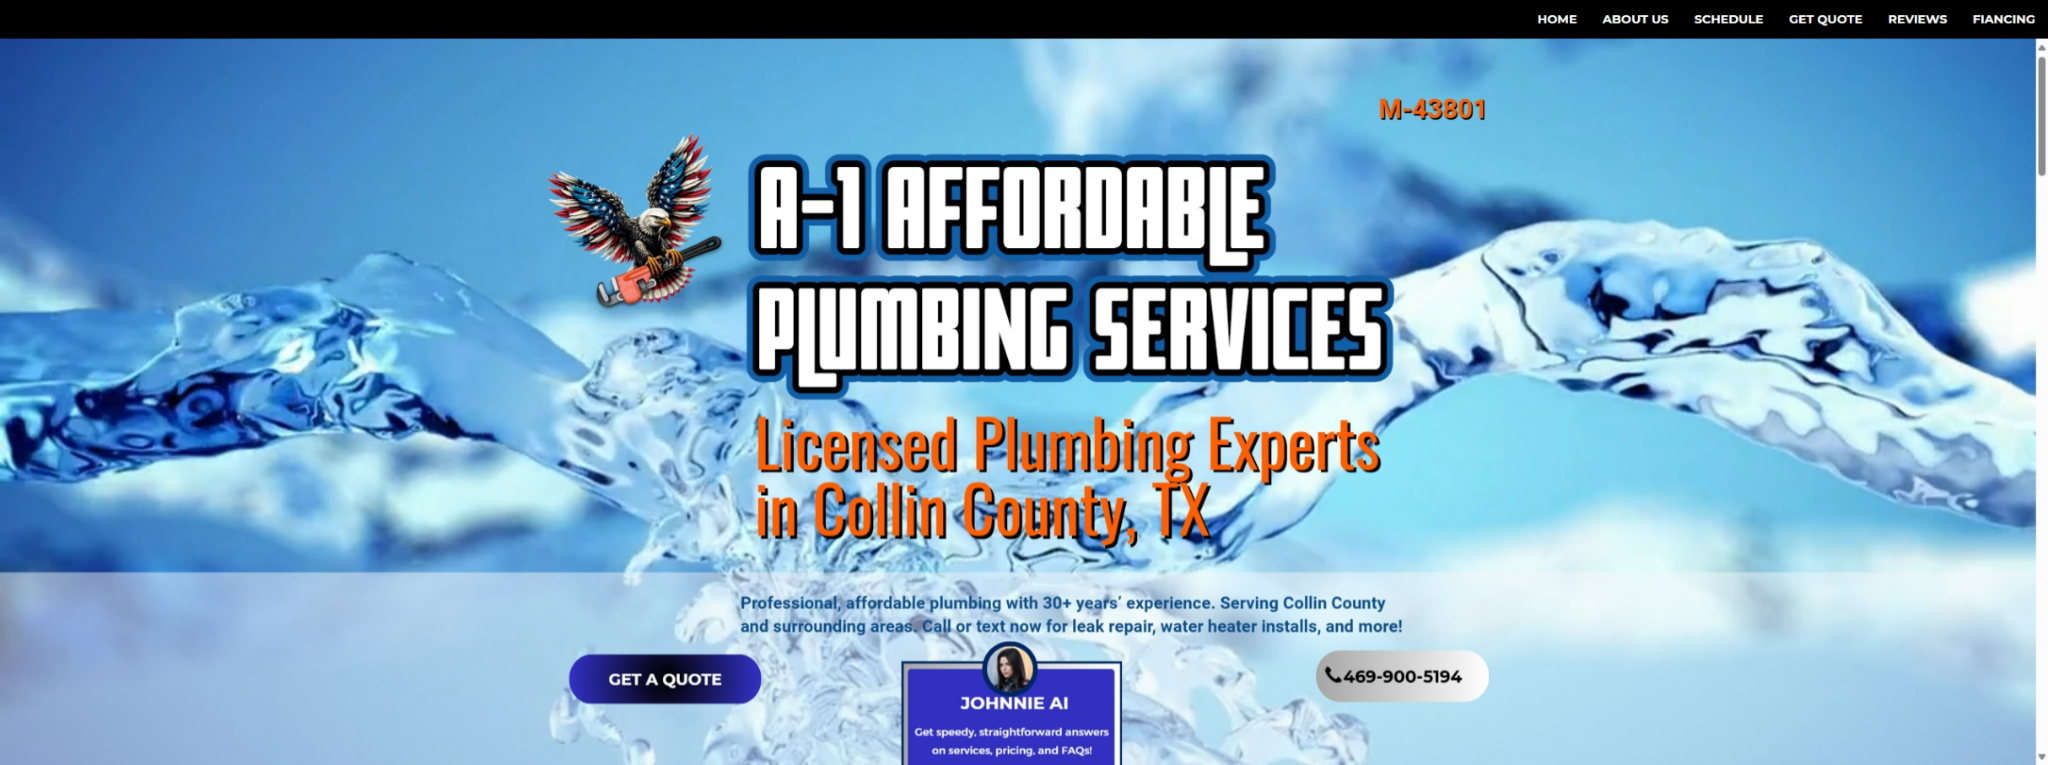 HOME ABOUT US SCHEDULE GET QUOTE REVIEWS FIANCING
M-43801
A-1 AFFORDABLE
PLUMBING SERVICES
Licensed Plumbing Experts
in Collin County, TX
Professional, affordable plumbing with 30+ years’ experience. Serving Collin County
and surrounding areas. Call or text now for leak repair, water heater installs, and more!
GET A QUOTE
469-900-5194
JOHNNIE AI
Get speedy, straightforward answers
on services, pricing, and FAQs!